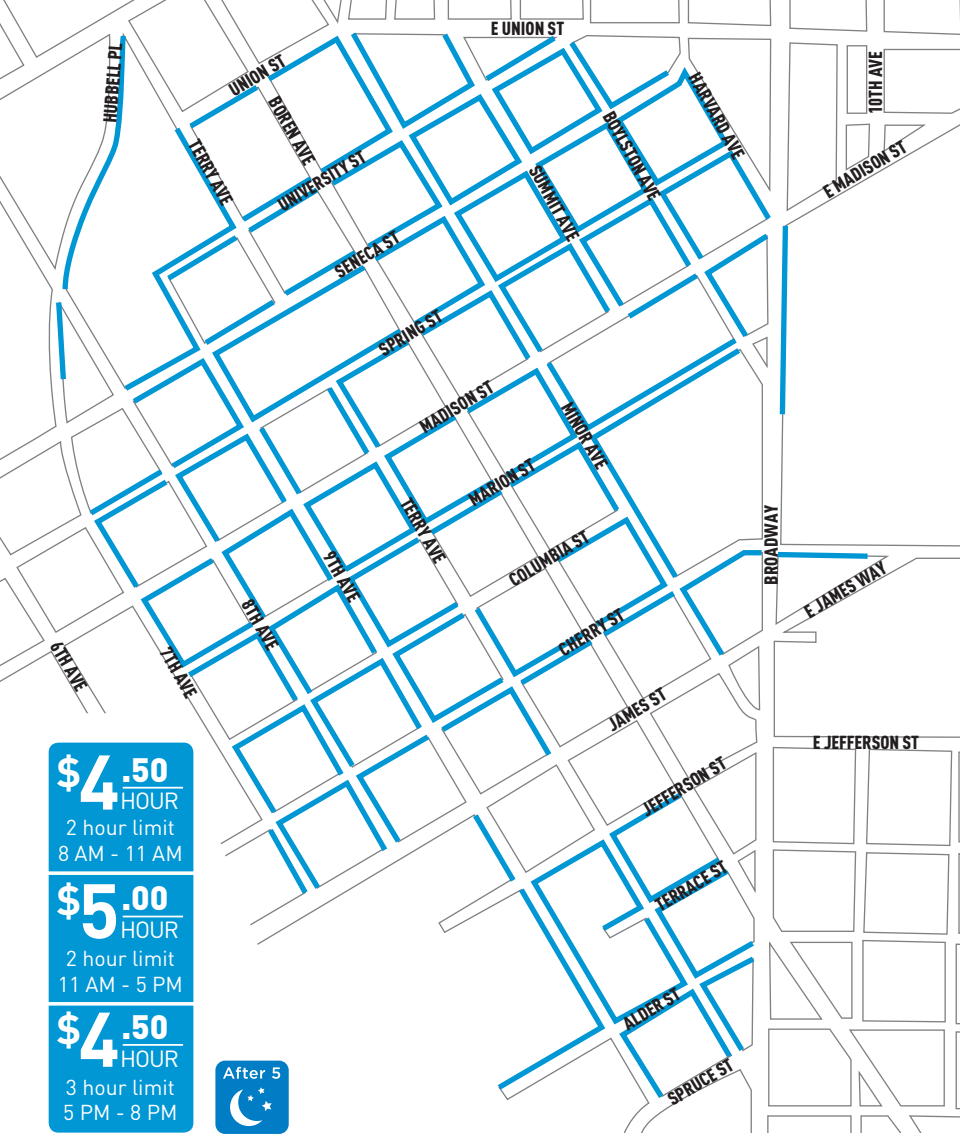 E UNION ST
HUBBELL PL
UNION ST
10TH AVE
HARVARD AVE
BOREN AVE
BOYLSTON AVE
TERRY AVE
E MADISON ST
UNIVERSITY ST
SUMMIT AVE
SENECA ST
SPRING ST
MADISON ST
MINOR AVE
MARION ST
TERRY AVE
BROADWAY
COLUMBIA ST
9TH AVE
E JAMES WAY
8TH AVE
CHERRY ST
6TH AVE
7TH AVE
JAMES ST
E JEFFERSON ST
JEFFERSON ST
TERRACE ST
ALDER ST
SPRUCE ST
$4.50
HOUR
2 hour limit
8 AM - 11 AM
$5.00
HOUR
2 hour limit
11 AM - 5 PM
$4.50
HOUR
3 hour limit
5 PM - 8 PM
After 5